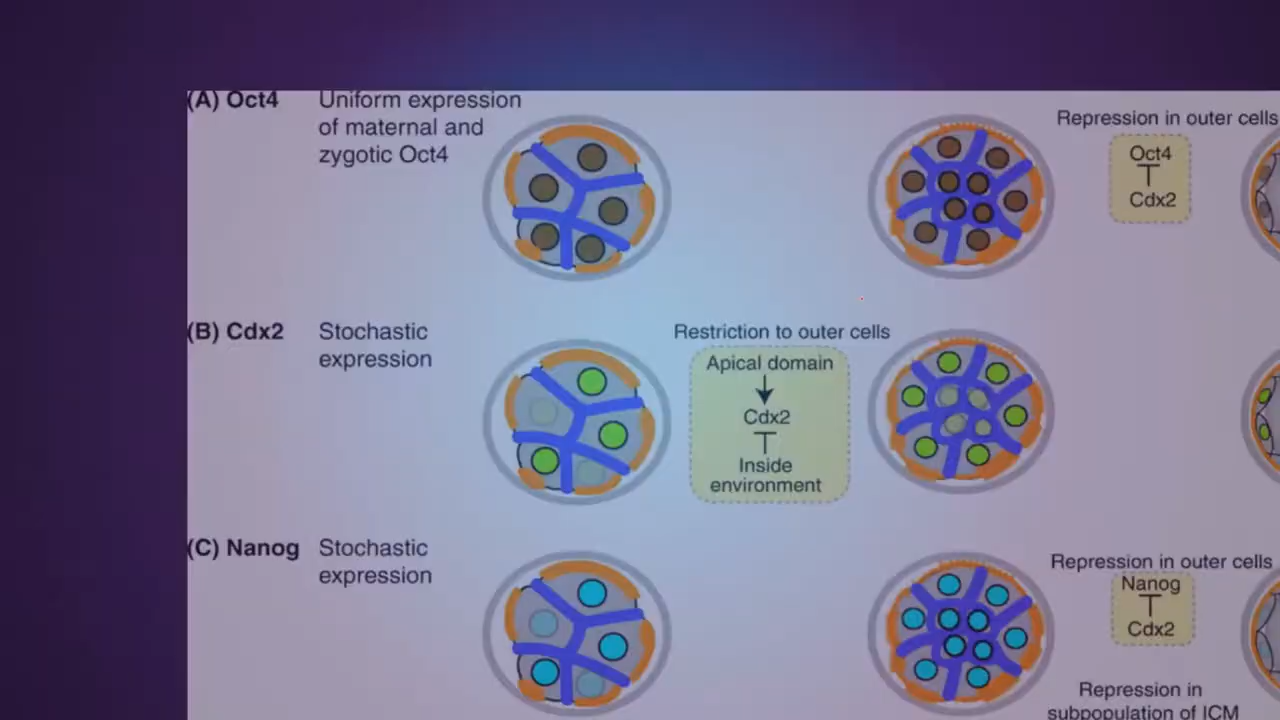 (A) Oct4
Uniform expression
of maternal and
zygotic Oct4
Repression in outer cells
Oct4
Cdx2
(B) Cdx2
Stochastic
expression
Restriction to outer cells
Apical domain
Cdx2
Inside
environment
(C) Nanog
Stochastic
expression
Repression in outer cells
Nanog
Cdx2
Repression in
subpopulation of ICM